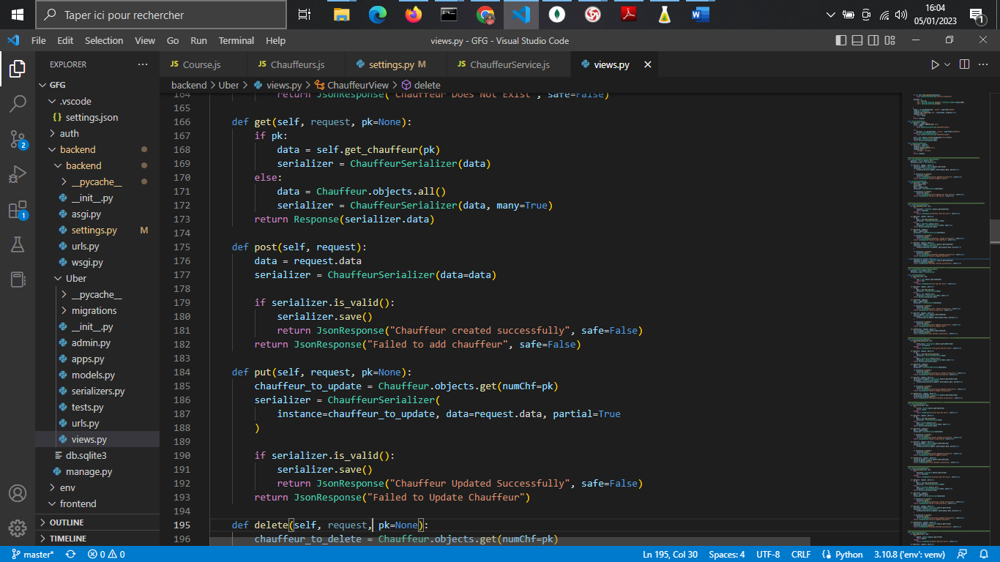 Taper ici pour rechercher
16:04
05/01/2023
1
File Edit Selection View Go Run Terminal Help
views.py - GFG - Visual Studio Code
EXPLORER
JS Course.js
JS Chauffeurs.js
settings.py M
JS ChauffeurService.js
views.py
backend > Uber > views.py > ChauffeurView > delete
GFG
.vscode
{} settings.json
auth
backend
backend
__pycache__
__init__.py
asgi.py
settings.py M
urls.py
wsgi.py
Uber
__pycache__
migrations
__init__.py
admin.py
apps.py
models.py
serializers.py
tests.py
urls.py
views.py
db.sqlite3
manage.py
env
frontend
OUTLINE
TIMELINE
2
1
164 return JsonResponse("Chauffeur Does Not Exist", safe=False)
165
166 def get(self, request, pk=None):
167 if pk:
168 data = self.get_chauffeur(pk)
169 serializer = ChauffeurSerializer(data)
170 else:
171 data = Chauffeur.objects.all()
172 serializer = ChauffeurSerializer(data, many=True)
173 return Response(serializer.data)
174
175 def post(self, request):
176 data = request.data
177 serializer = ChauffeurSerializer(data=data)
178
179 if serializer.is_valid():
180 serializer.save()
181 return JsonResponse("Chauffeur created successfully", safe=False)
182 return JsonResponse("Failed to add chauffeur", safe=False)
183
184 def put(self, request, pk=None):
185 chauffeur_to_update = Chauffeur.objects.get(numChf=pk)
186 serializer = ChauffeurSerializer(
187 instance=chauffeur_to_update, data=request.data, partial=True
188 )
189
190 if serializer.is_valid():
191 serializer.save()
192 return JsonResponse("Chauffeur Updated Successfully", safe=False)
193 return JsonResponse("Failed to Update Chauffeur")
194
195 def delete(self, request, pk=None):
196 chauffeur_to_delete = Chauffeur.objects.get(numChf=pk)
master* 0 0
Ln 195, Col 30 Spaces: 4 UTF-8 CRLF {} Python 3.10.8 ('env': venv)